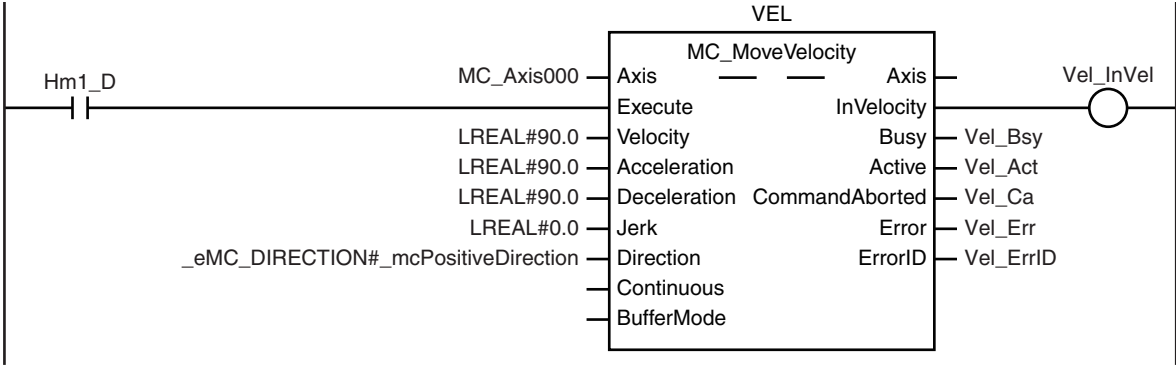 VEL
MC_MoveVelocity
Hm1_D
MC_Axis000 Axis Axis Vel_InVel
Execute InVelocity
LREAL#90.0 Velocity Busy Vel_Bsy
LREAL#90.0 Acceleration Active Vel_Act
LREAL#90.0 Deceleration CommandAborted Vel_Ca
LREAL#0.0 Jerk Error Vel_Err
_eMC_DIRECTION#_mcPositiveDirection Direction ErrorID Vel_ErrID
Continuous
BufferMode